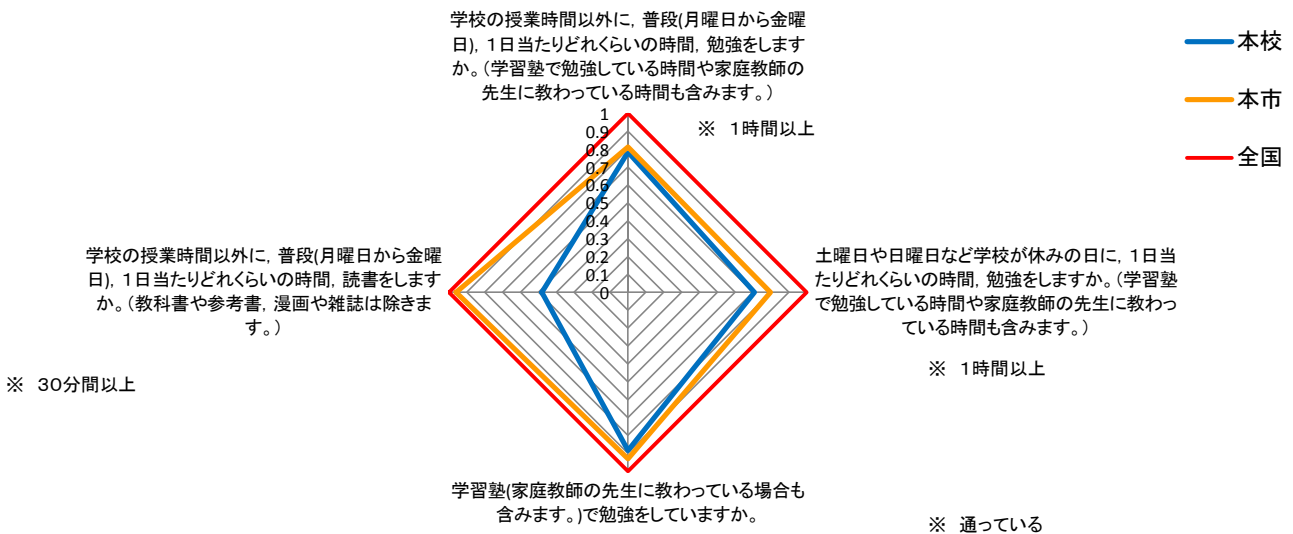 学校の授業時間以外に，普段(月曜日から金曜
日)，１日当たりどれくらいの時間，勉強をします
か。（学習塾で勉強している時間や家庭教師の
先生に教わっている時間も含みます。）
※　１時間以上
本校
本市
全国
1
0.9
0.8
0.7
0.6
0.5
0.4
0.3
0.2
0.1
0
学校の授業時間以外に，普段(月曜日から金曜
日)，１日当たりどれくらいの時間，読書をします
か。（教科書や参考書，漫画や雑誌は除きま
す。）
※　３０分間以上
土曜日や日曜日など学校が休みの日に，１日当
たりどれくらいの時間，勉強をしますか。（学習塾
で勉強している時間や家庭教師の先生に教わっ
ている時間も含みます。）
※　１時間以上
学習塾(家庭教師の先生に教わっている場合も
含みます。)で勉強をしていますか。
※　通っている